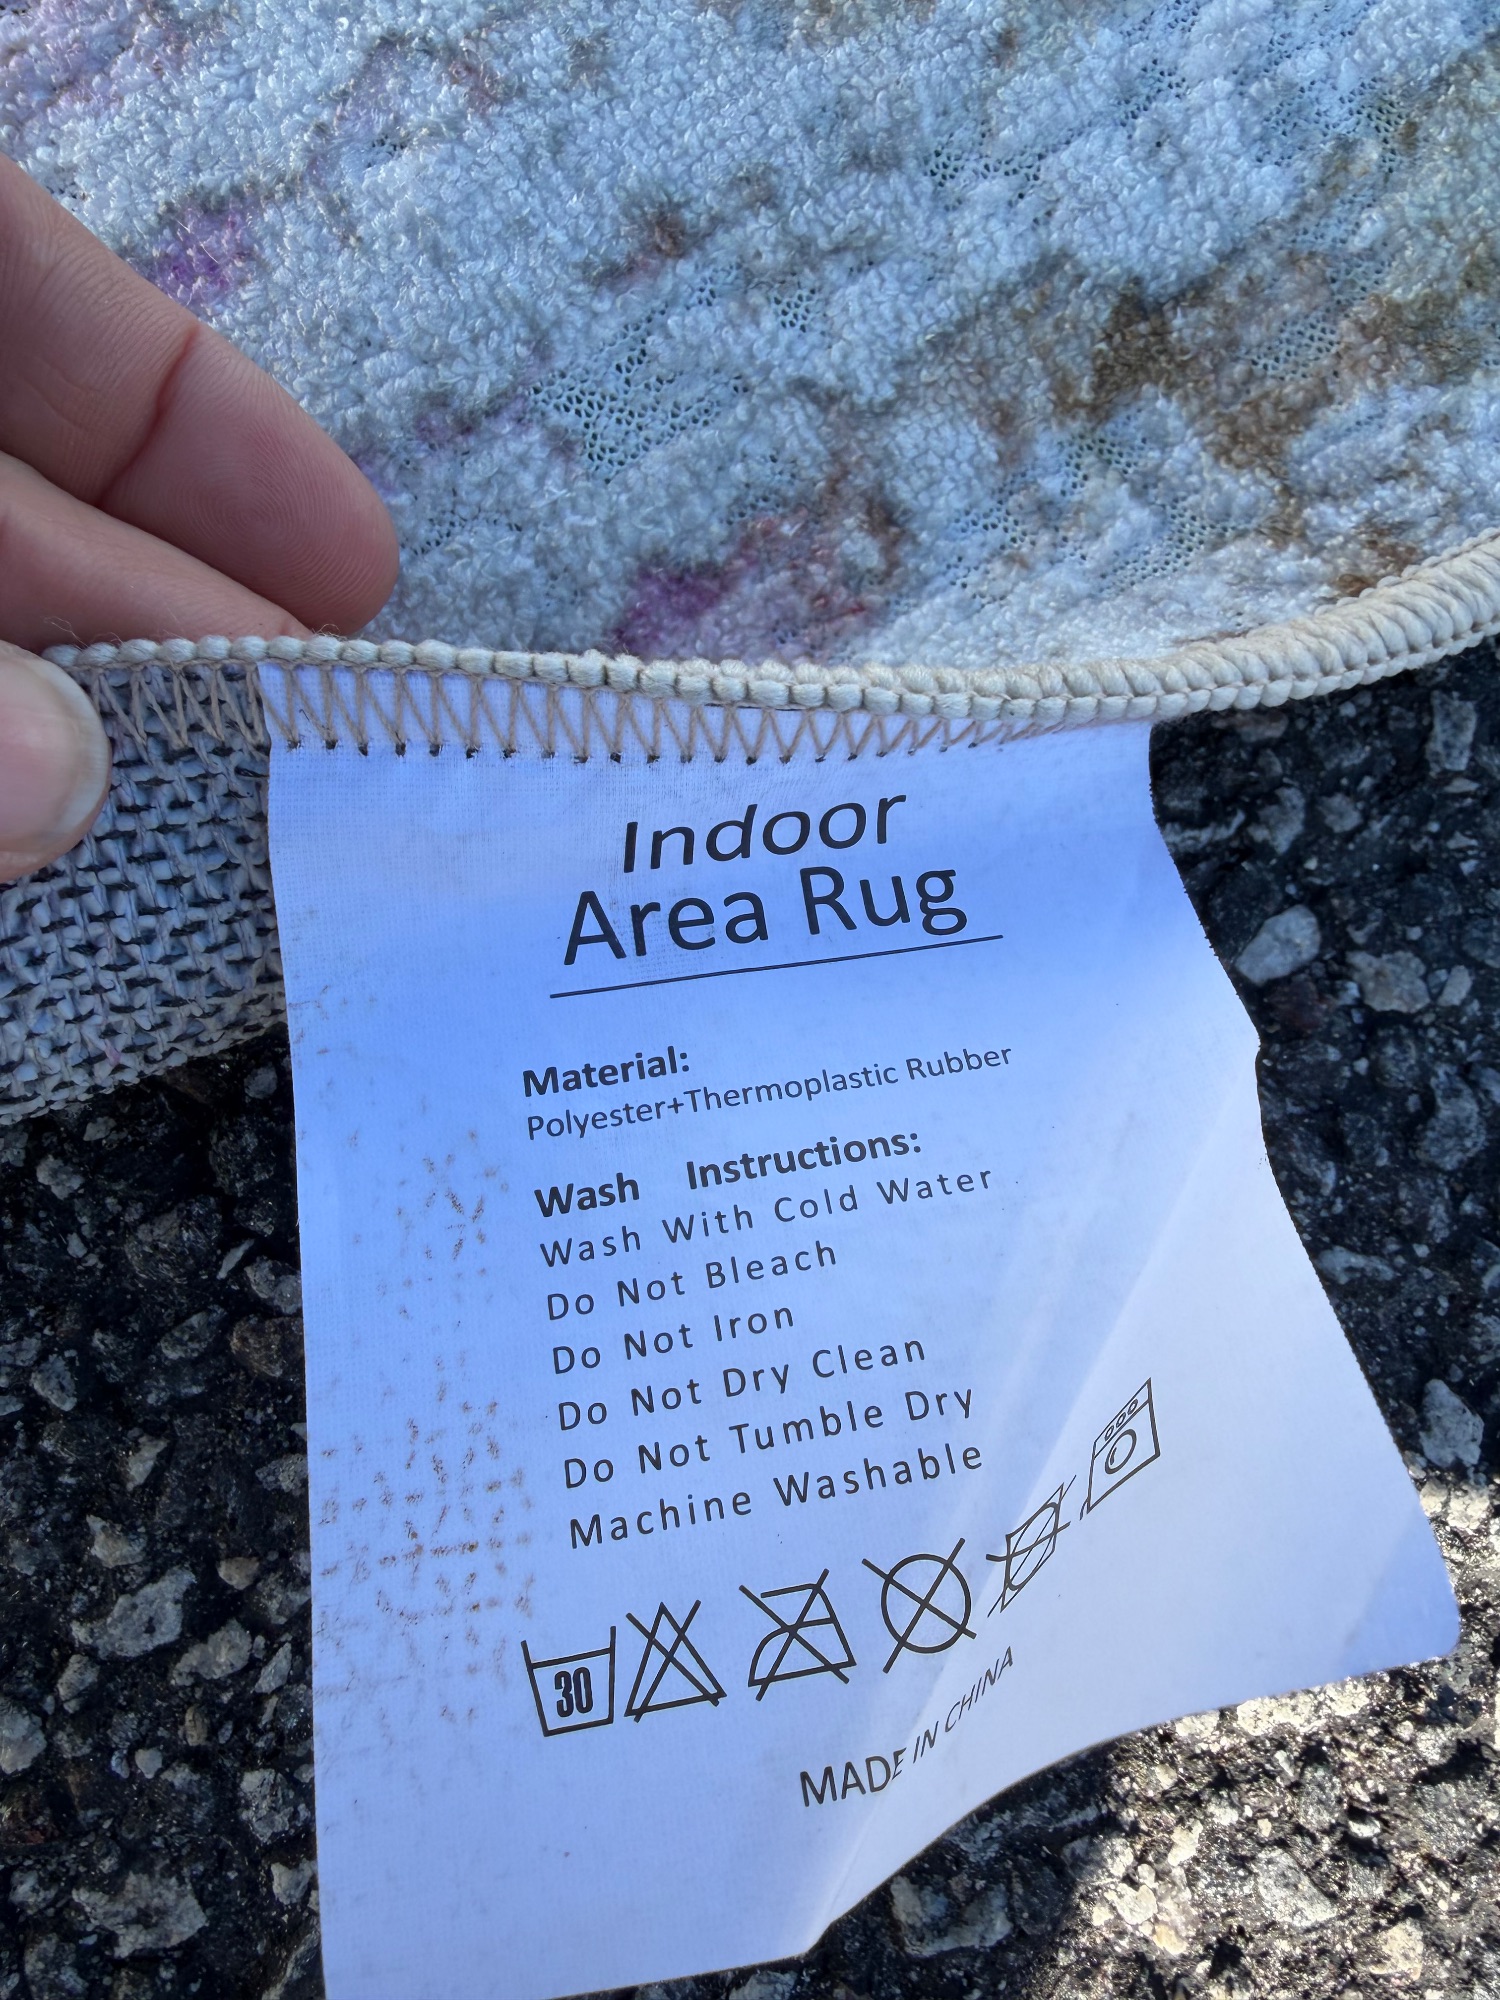 Indoor
Area Rug
Material:
Polyester+Thermoplastic Rubber
Wash Instructions:
Wash With Cold Water
Do Not Bleach
Do Not Iron
Do Not Dry Clean
Do Not Tumble Dry
Machine Washable
30
MADE IN CHINA